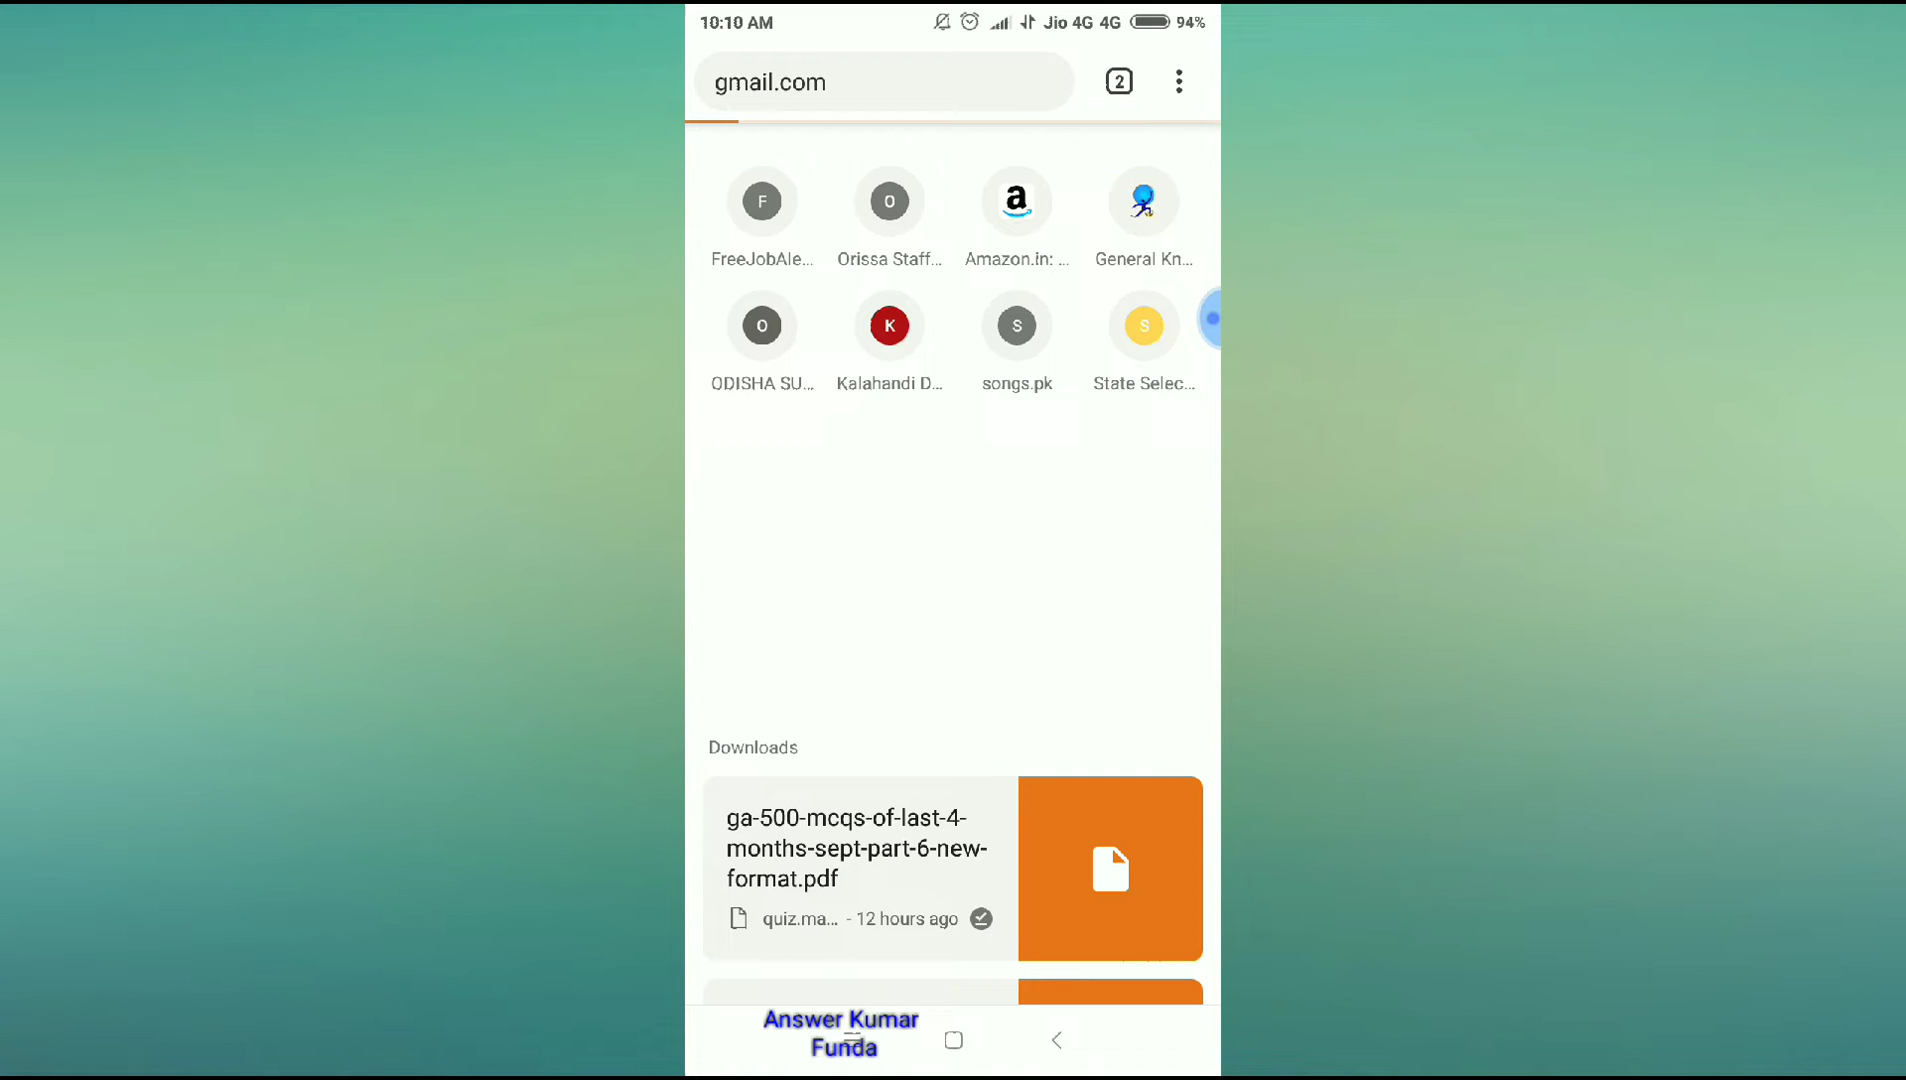 10:10 AM Jio 4G 4G 94%
gmail.com 2
F O a
FreeJobAle... Orissa Staff... Amazon.in: ... General Kn...
O K S S
ODISHA SU... Kalahandi D... songs.pk State Selec...
Downloads
ga-500-mcqs-of-last-4-
months-sept-part-6-new-
format.pdf
quiz.ma... - 12 hours ago
Answer Kumar
Funda